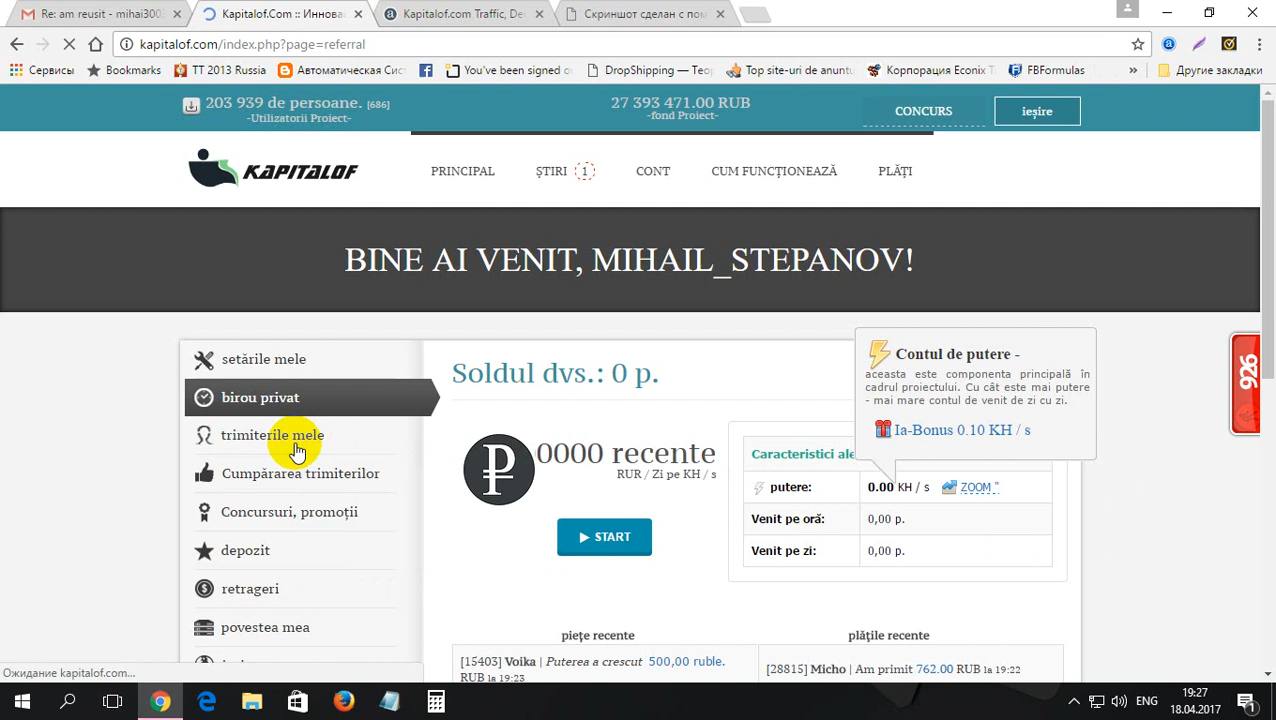 Re: am reusit - mihai300
Kapitalof.Com :: Иннова
Kapitalof.com Traffic, De
Скриншот сделан с пом
kapitalof.com/index.php?page=referral
Сервисы
Bookmarks
TT 2013 Russia
Автоматическая Сис
You've been signed o
DropShipping — Teo
Top site-uri de anuntu
Корпорация Econix Т
FBFormulas
»
Другие закладки
203 939 de persoane. [686]
-Utilizatorii Proiect-
27 393 471.00 RUB
-fond Proiect-
CONCURS
ieșire
KAPITALOF
PRINCIPAL
ȘTIRI 1
CONT
CUM FUNCȚIONEAZĂ
PLĂȚI
BINE AI VENIT, MIHAIL_STEPANOV!
setările mele
birou privat
trimiterile mele
Cumpărarea trimiterilor
Concursuri, promoții
depozit
retrageri
povestea mea
Soldul dvs.: 0 p.
0000 recente
RUR / Zi pe KH / s
START
Contul de putere -
aceasta este componenta principală în
cadrul proiectului. Cu cât este mai putere
- mai mare contul de venit de zi cu zi.
Ia-Bonus 0.10 KH / s
Caracteristici ale
putere: 0.00 KH / s ZOOM "
Venit pe oră: 0,00 р.
Venit pe zi: 0,00 р.
piețe recente
[15403] Voika | Puterea a crescut 500,00 ruble.
RUB la 19:23
plățile recente
[28815] Micho | Am primit 762.00 RUB la 19:22
926
Ожидание kapitalof.com...
ENG
19:27
18.04.2017
1